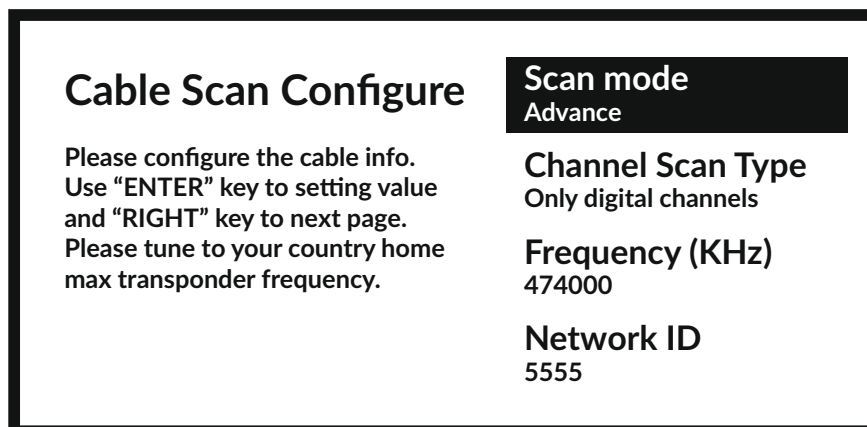 Cable Scan Configure
Please configure the cable info.
Use “ENTER” key to setting value
and “RIGHT” key to next page.
Please tune to your country home
max transponder frequency.
Scan mode
Advance
Channel Scan Type
Only digital channels
Frequency (KHz)
474000
Network ID
5555